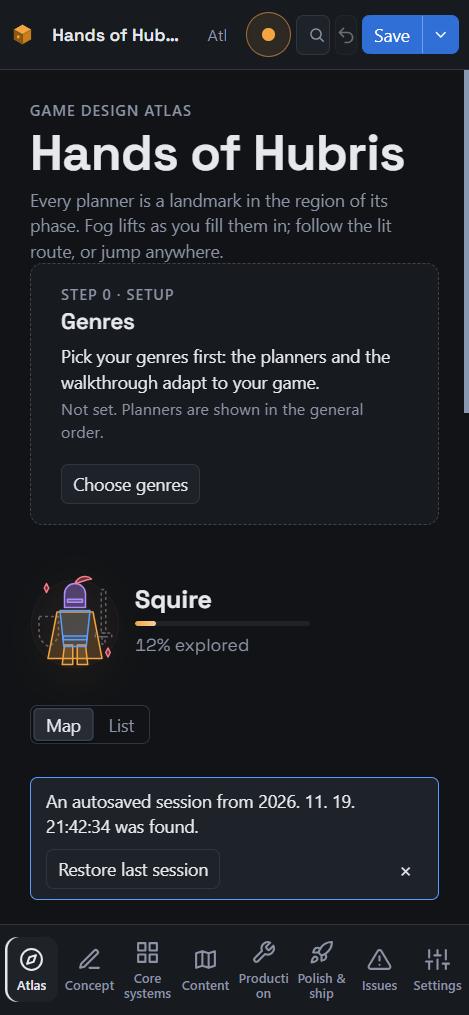 Hands of Hub...
Atl
Save
GAME DESIGN ATLAS
Hands of Hubris
Every planner is a landmark in the region of its
phase. Fog lifts as you fill them in; follow the lit
route, or jump anywhere.
STEP 0 · SETUP
Genres
Pick your genres first: the planners and the
walkthrough adapt to your game.
Not set. Planners are shown in the general
order.
Choose genres
Squire
12% explored
Map
List
An autosaved session from 2026. 11. 19.
21:42:34 was found.
Restore last session
×
Atlas
Concept
Core
systems
Content
Producti
on
Polish &
ship
Issues
Settings